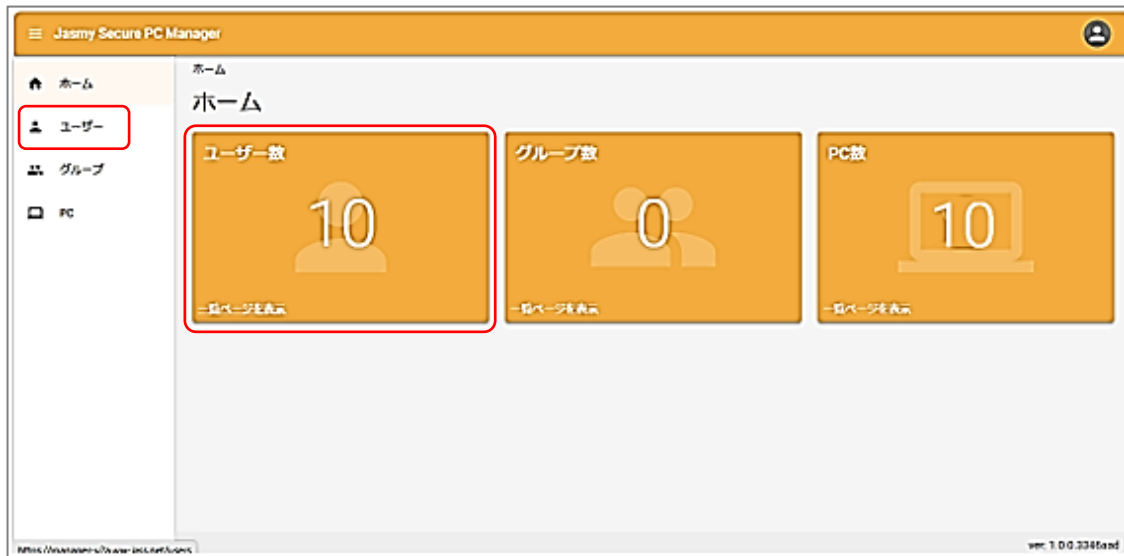 Jasmy Secure PC Manager
ホーム
ユーザー
グループ
PC
ホーム
ホーム
ユーザー数
10
一覧ページを表示
グループ数
0
一覧ページを表示
PC数
10
一覧ページを表示